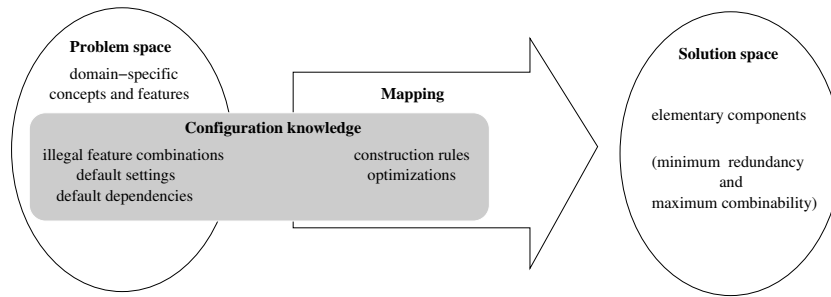 Problem space
domain−specific
concepts and features
Mapping
Configuration knowledge
illegal feature combinations
default settings
default dependencies
construction rules
optimizations
Solution space
elementary components
(minimum redundancy
and
maximum combinability)